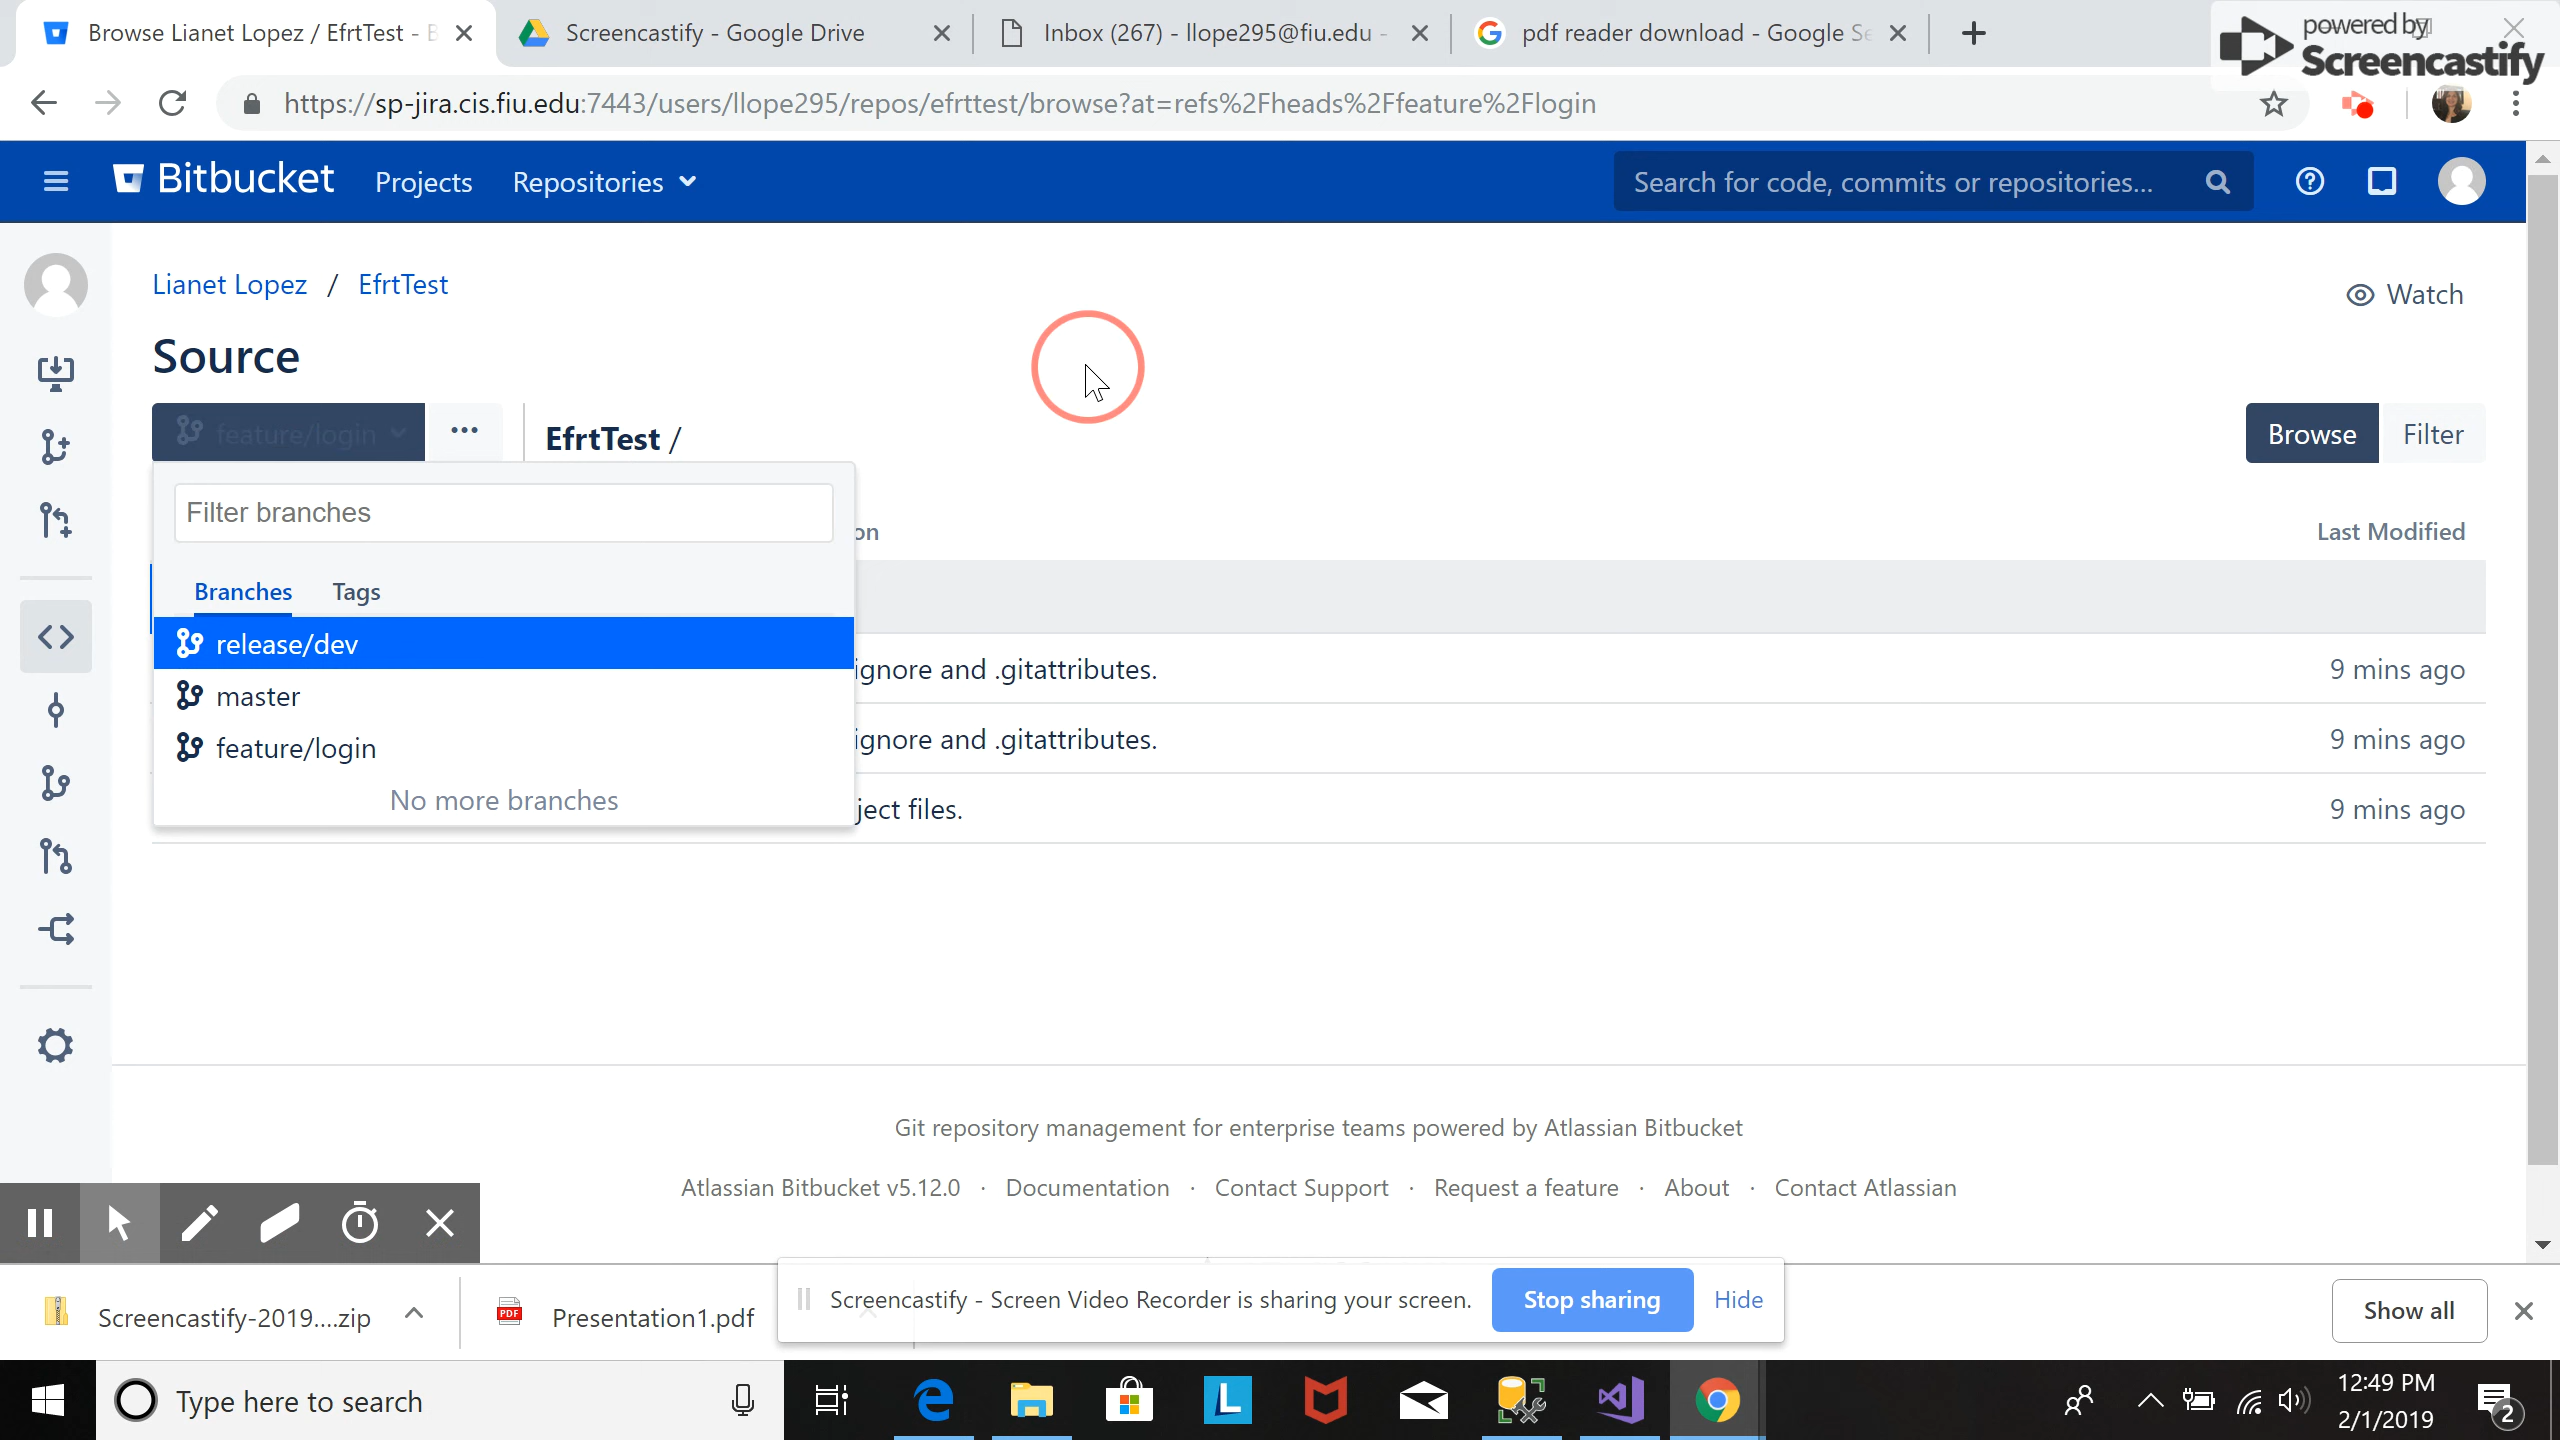 Browse Lianet Lopez / EfrtTest - B
Screencastify - Google Drive
Inbox (267) - llope295@fiu.edu -
pdf reader download - Google Se
powered by
Screencastify
https://sp-jira.cis.fiu.edu:7443/users/llope295/repos/efrttest/browse?at=refs%2Fheads%2Ffeature%2Flogin
Bitbucket
Projects
Repositories
Search for code, commits or repositories...
Lianet Lopez / EfrtTest
Watch
Source
feature/login
EfrtTest /
Browse
Filter
Filter branches
on
Last Modified
Branches
Tags
release/dev
ignore and .gitattributes.
9 mins ago
master
feature/login
ignore and .gitattributes.
9 mins ago
No more branches
ject files.
9 mins ago
Git repository management for enterprise teams powered by Atlassian Bitbucket
Atlassian Bitbucket v5.12.0 · Documentation · Contact Support · Request a feature · About · Contact Atlassian
Screencastify-2019....zip
PDF
Presentation1.pdf
Screencastify - Screen Video Recorder is sharing your screen.
Stop sharing
Hide
Show all
Type here to search
L
12:49 PM
2/1/2019
2